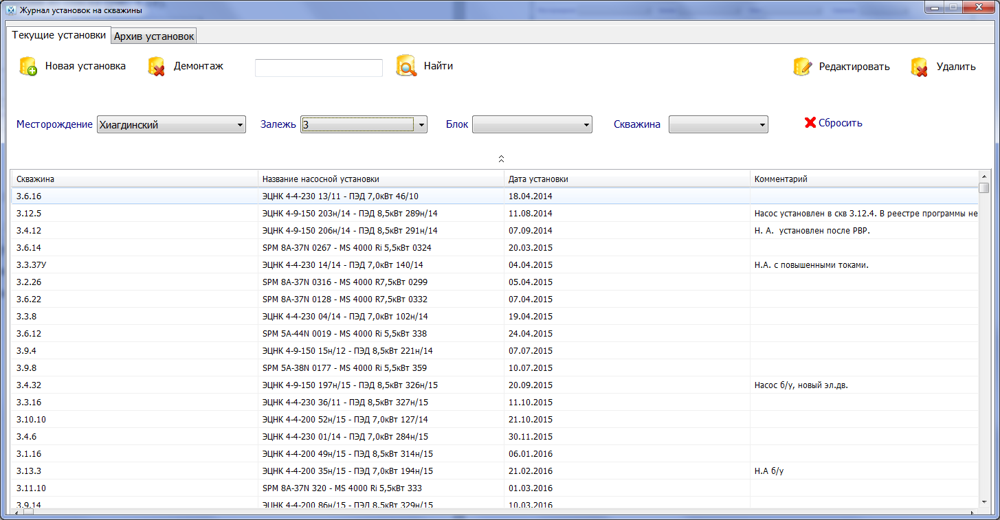 Журнал установок на скважины
Текущие установки Архив установок
Новая установка Демонтаж Найти Редактировать Удалить
Месторождение Хиагдинский Залежь 3 Блок Скважина Сбросить
Скважина Название насосной установки Дата установки Комментарий
3.6.16 ЭЦНК 4-4-230 13/11 - ПЭД 7,0кВт 46/10 18.04.2014
3.12.5 ЭЦНК 4-9-150 203н/14 - ПЭД 8,5кВт 289н/14 11.08.2014 Насос установлен в скв 3.12.4. В реестре программы не
3.4.12 ЭЦНК 4-9-150 206н/14 - ПЭД 8,5кВт 291н/14 07.09.2014 Н. А. установлен после РВР.
3.6.14 SPM 8A-37N 0267 - MS 4000 Ri 5,5кВт 0324 20.03.2015
3.3.37У ЭЦНК 4-4-230 14/14 - ПЭД 7,0кВт 140/14 04.04.2015 Н.А. с повышенными токами.
3.2.26 SPM 8A-37N 0316 - MS 4000 R7,5кВт 0299 05.04.2015
3.6.22 SPM 8A-37N 0128 - MS 4000 R7,5кВт 0332 07.04.2015
3.3.8 ЭЦНК 4-4-230 04/14 - ПЭД 7,0кВт 102н/14 19.04.2015
3.6.12 SPM 5A-44N 0019 - MS 4000 Ri 5,5кВт 338 24.04.2015
3.9.4 ЭЦНК 4-9-150 15н/12 - ПЭД 8,5кВт 221н/14 07.07.2015
3.9.8 SPM 5A-38N 0177 - MS 4000 Ri 5,5кВт 359 10.07.2015
3.4.32 ЭЦНК 4-9-150 197н/15 - ПЭД 8,5кВт 326н/15 20.09.2015 Насос б/у, новый эл.дв.
3.3.16 ЭЦНК 4-4-230 36/11 - ПЭД 8,5кВт 327н/15 11.10.2015
3.10.10 ЭЦНК 4-4-200 52н/15 - ПЭД 7,0кВт 127/14 21.10.2015
3.4.6 ЭЦНК 4-4-230 01/14 - ПЭД 7,0кВт 284н/15 30.11.2015
3.1.16 ЭЦНК 4-4-200 49н/15 - ПЭД 8,5кВт 314н/15 06.01.2016
3.13.3 ЭЦНК 4-4-200 35н/15 - ПЭД 7,0кВт 194н/15 21.02.2016 Н.А б/у
3.11.10 SPM 8A-37N 320 - MS 4000 Ri 5,5кВт 333 01.03.2016
3.9.14 ЭЦНК 4-4-200 86н/15 - ПЭД 8,5кВт 329н/15 10.03.2016